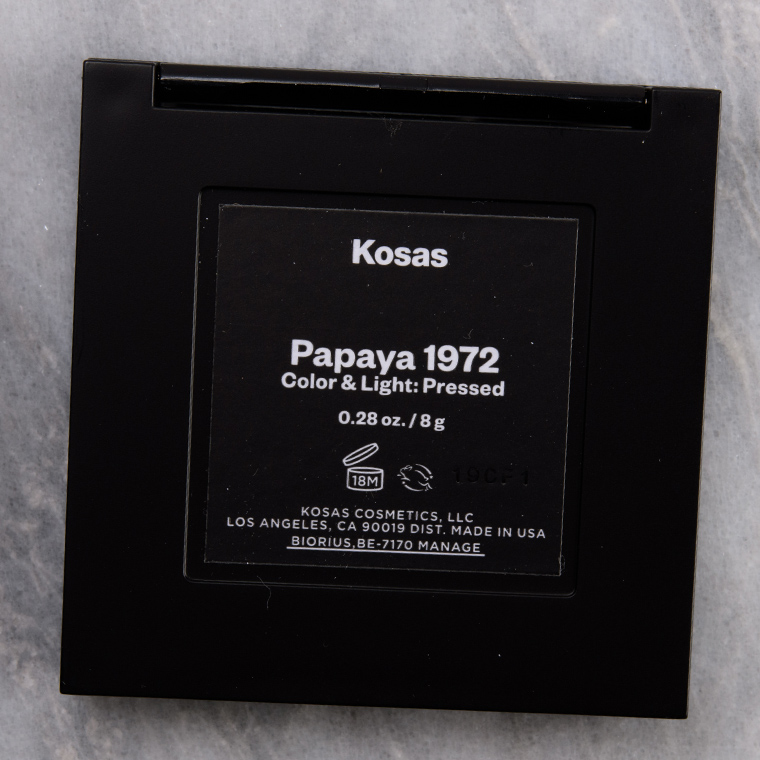 Kosas
Papaya 1972
Color & Light: Pressed
0.28 oz. / 8 g
18M
KOSAS COSMETICS, LLC
LOS ANGELES, CA 90019 DIST. MADE IN USA
BIORIUS,BE-7170 MANAGE